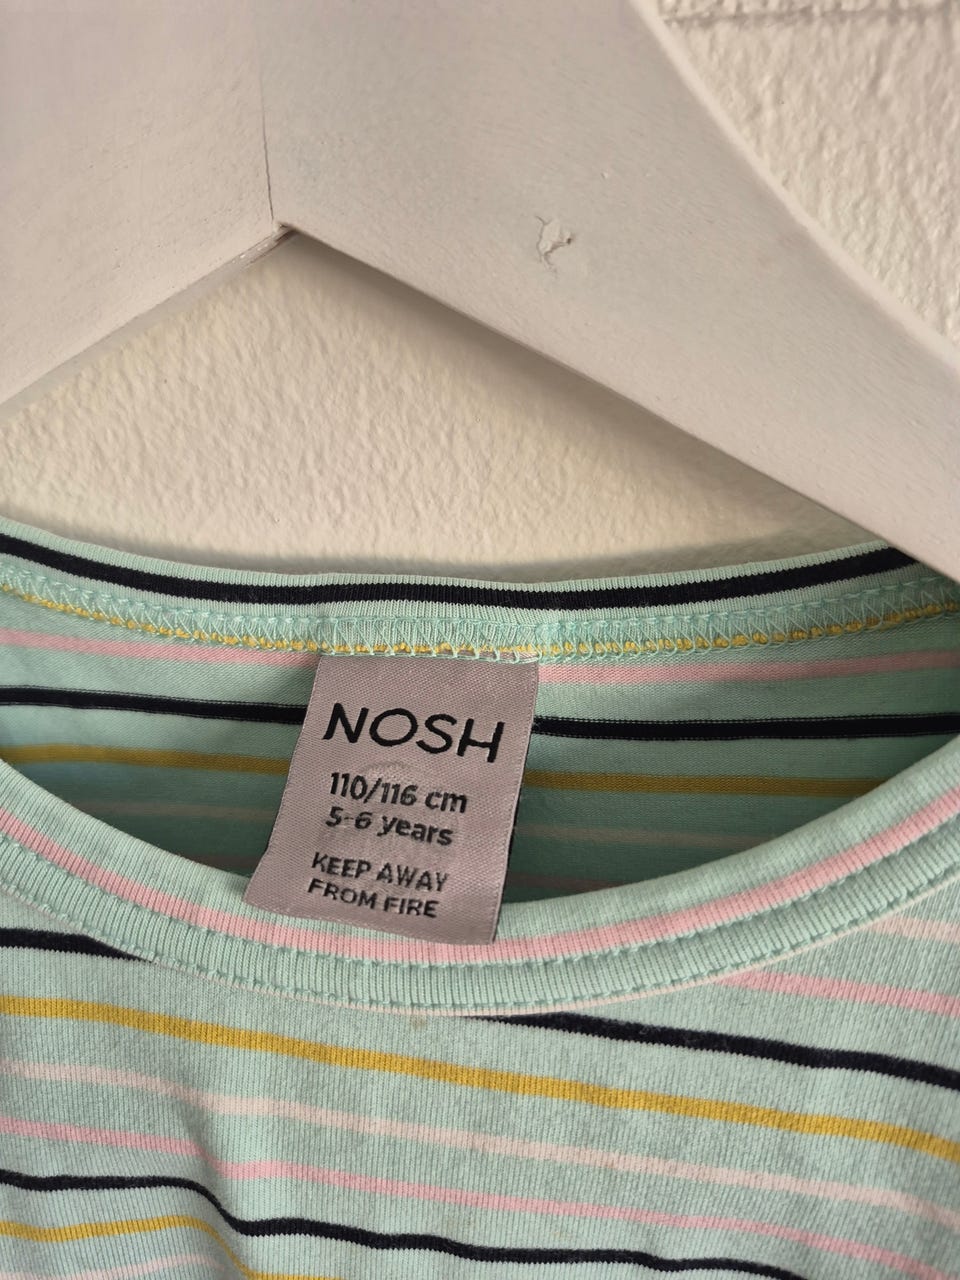 NOSH
110/116 cm
5-6 years
KEEP AWAY
FROM FIRE